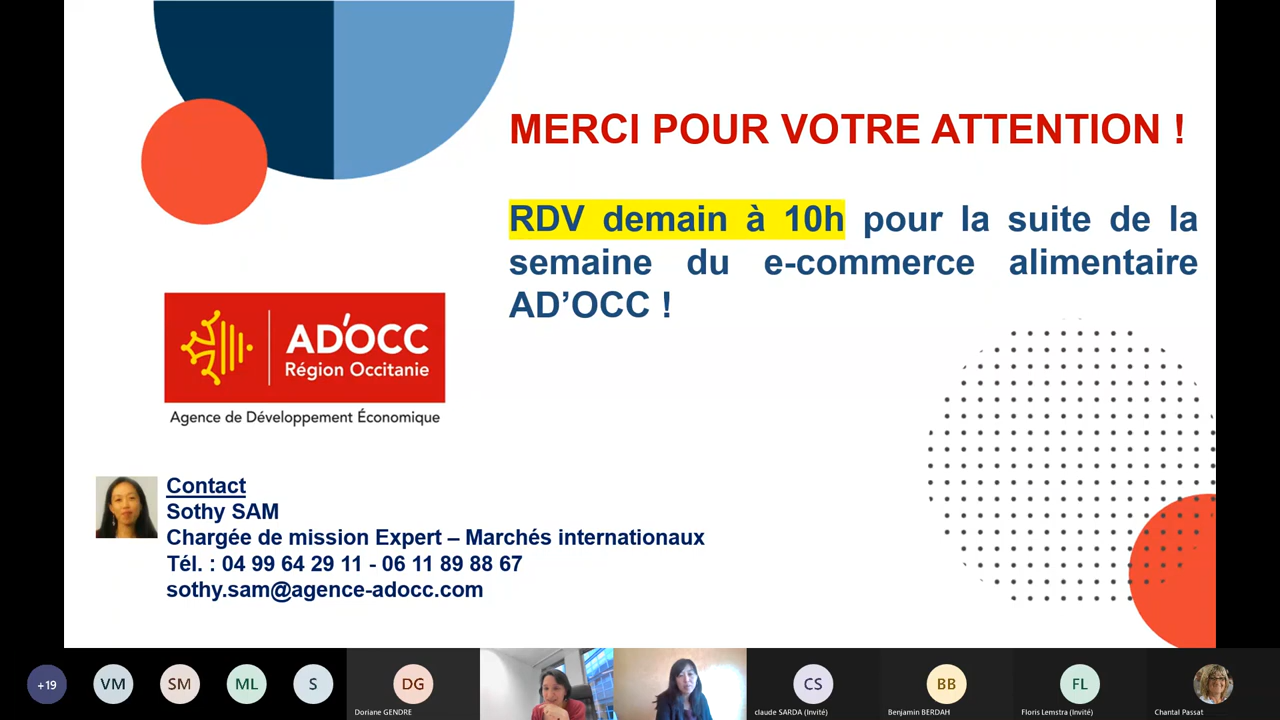 MERCI POUR VOTRE ATTENTION !
RDV demain à 10h pour la suite de la
semaine du e-commerce alimentaire
AD’OCC !
AD'OCC
Région Occitanie
Agence de Développement Économique
Contact
Sothy SAM
Chargée de mission Expert – Marchés internationaux
Tél. : 04 99 64 29 11 - 06 11 89 88 67
sothy.sam@agence-adocc.com
+19
VM
SM
ML
S
DG
CS
BB
FL
Doriane GENDRE
claude SARDA (Invité)
Benjamin BERDAH
Floris Lemstra (Invité)
Chantal Passat